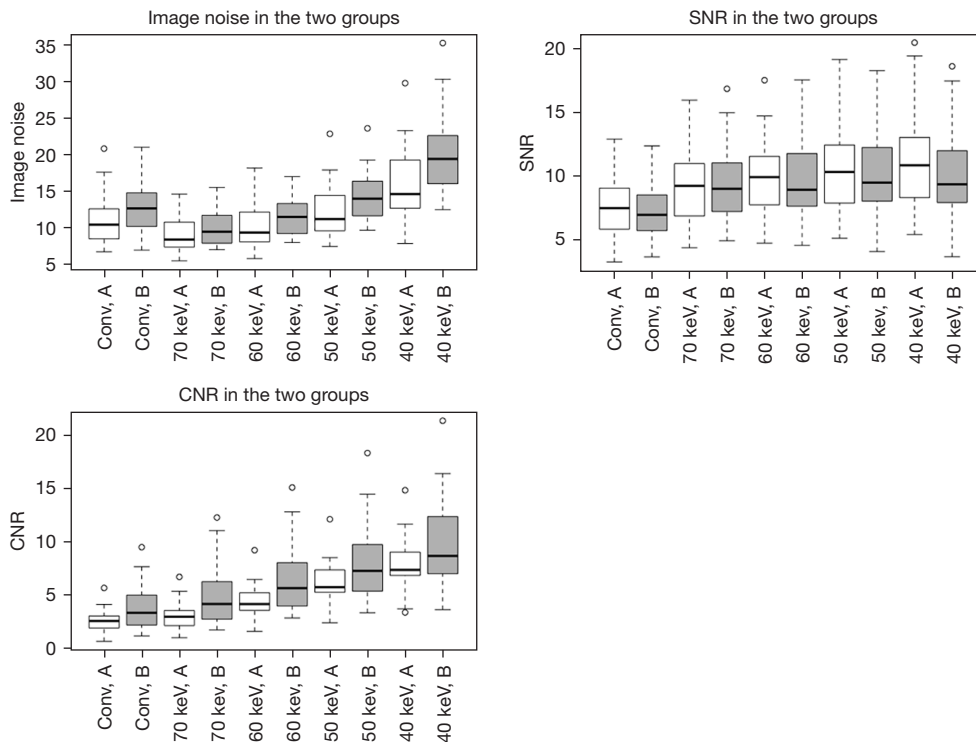 Image noise in the two groups
Image noise
35
30
25
20
15
10
5
Conv, A
Conv, B
70 keV, A
70 kev, B
60 keV, A
60 keV, B
50 keV, A
50 keV, B
40 keV, A
40 keV, B
SNR in the two groups
SNR
20
15
10
5
Conv, A
Conv, B
70 keV, A
70 kev, B
60 keV, A
60 keV, B
50 keV, A
50 keV, B
40 keV, A
40 keV, B
CNR in the two groups
CNR
20
15
10
5
0
Conv, A
Conv, B
70 keV, A
70 kev, B
60 keV, A
60 keV, B
50 keV, A
50 keV, B
40 keV, A
40 keV, B